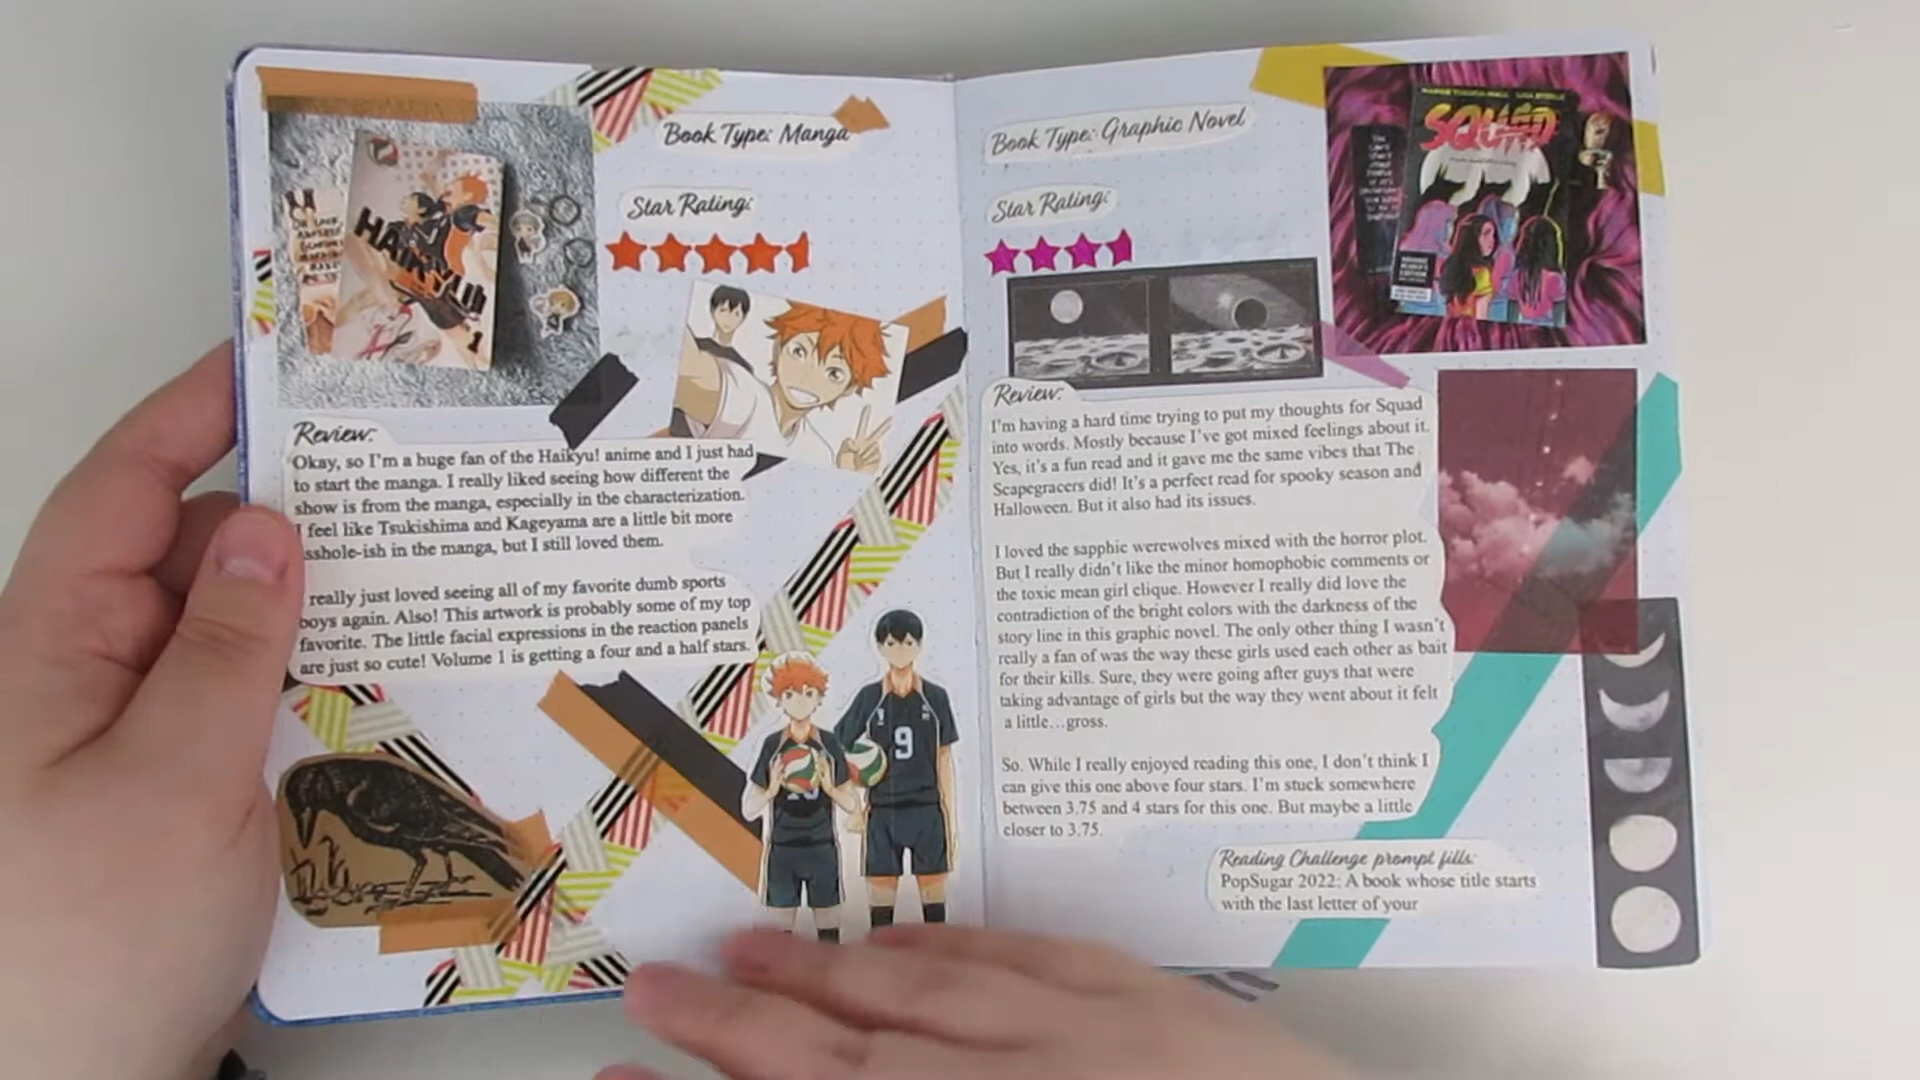 Book Type: Manga
Star Rating:
HAIKYU!!
1
Review:
Okay, so I'm a huge fan of the Haikyu! anime and I just had
to start the manga. I really liked seeing how different the
show is from the manga, especially in the characterization.
I feel like Tsukishima and Kageyama are a little bit more
sshole-ish in the manga, but I still loved them.
really just loved seeing all of my favorite dumb sports
boys again. Also! This artwork is probably some of my top
favorite. The little facial expressions in the reaction panels
are just so cute! Volume 1 is getting a four and a half stars.
9
10
Book Type: Graphic Novel
Star Rating:
SQUAD
Review:
I'm having a hard time trying to put my thoughts for Squad
into words. Mostly because I've got mixed feelings about it.
Yes, it's a fun read and it gave me the same vibes that The
Scapegracers did! It's a perfect read for spooky season and
Halloween. But it also had its issues.
I loved the sapphic werewolves mixed with the horror plot.
But I really didn't like the minor homophobic comments or
the toxic mean girl clique. However I really did love the
contradiction of the bright colors with the darkness of the
story line in this graphic novel. The only other thing I wasn't
really a fan of was the way these girls used each other as bait
for their kills. Sure, they were going after guys that were
taking advantage of girls but the way they went about it felt
a little…gross.
So. While I really enjoyed reading this one, I don't think I
can give this one above four stars. I'm stuck somewhere
between 3.75 and 4 stars for this one. But maybe a little
closer to 3.75.
Reading Challenge prompt fills:
PopSugar 2022: A book whose title starts
with the last letter of your